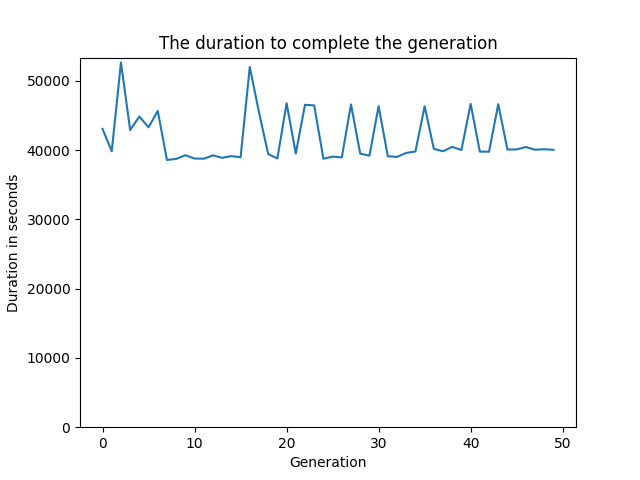 The duration to complete the generation
50000
40000
30000
20000
10000
0
Duration in seconds
0 10 20 30 40 50
Generation